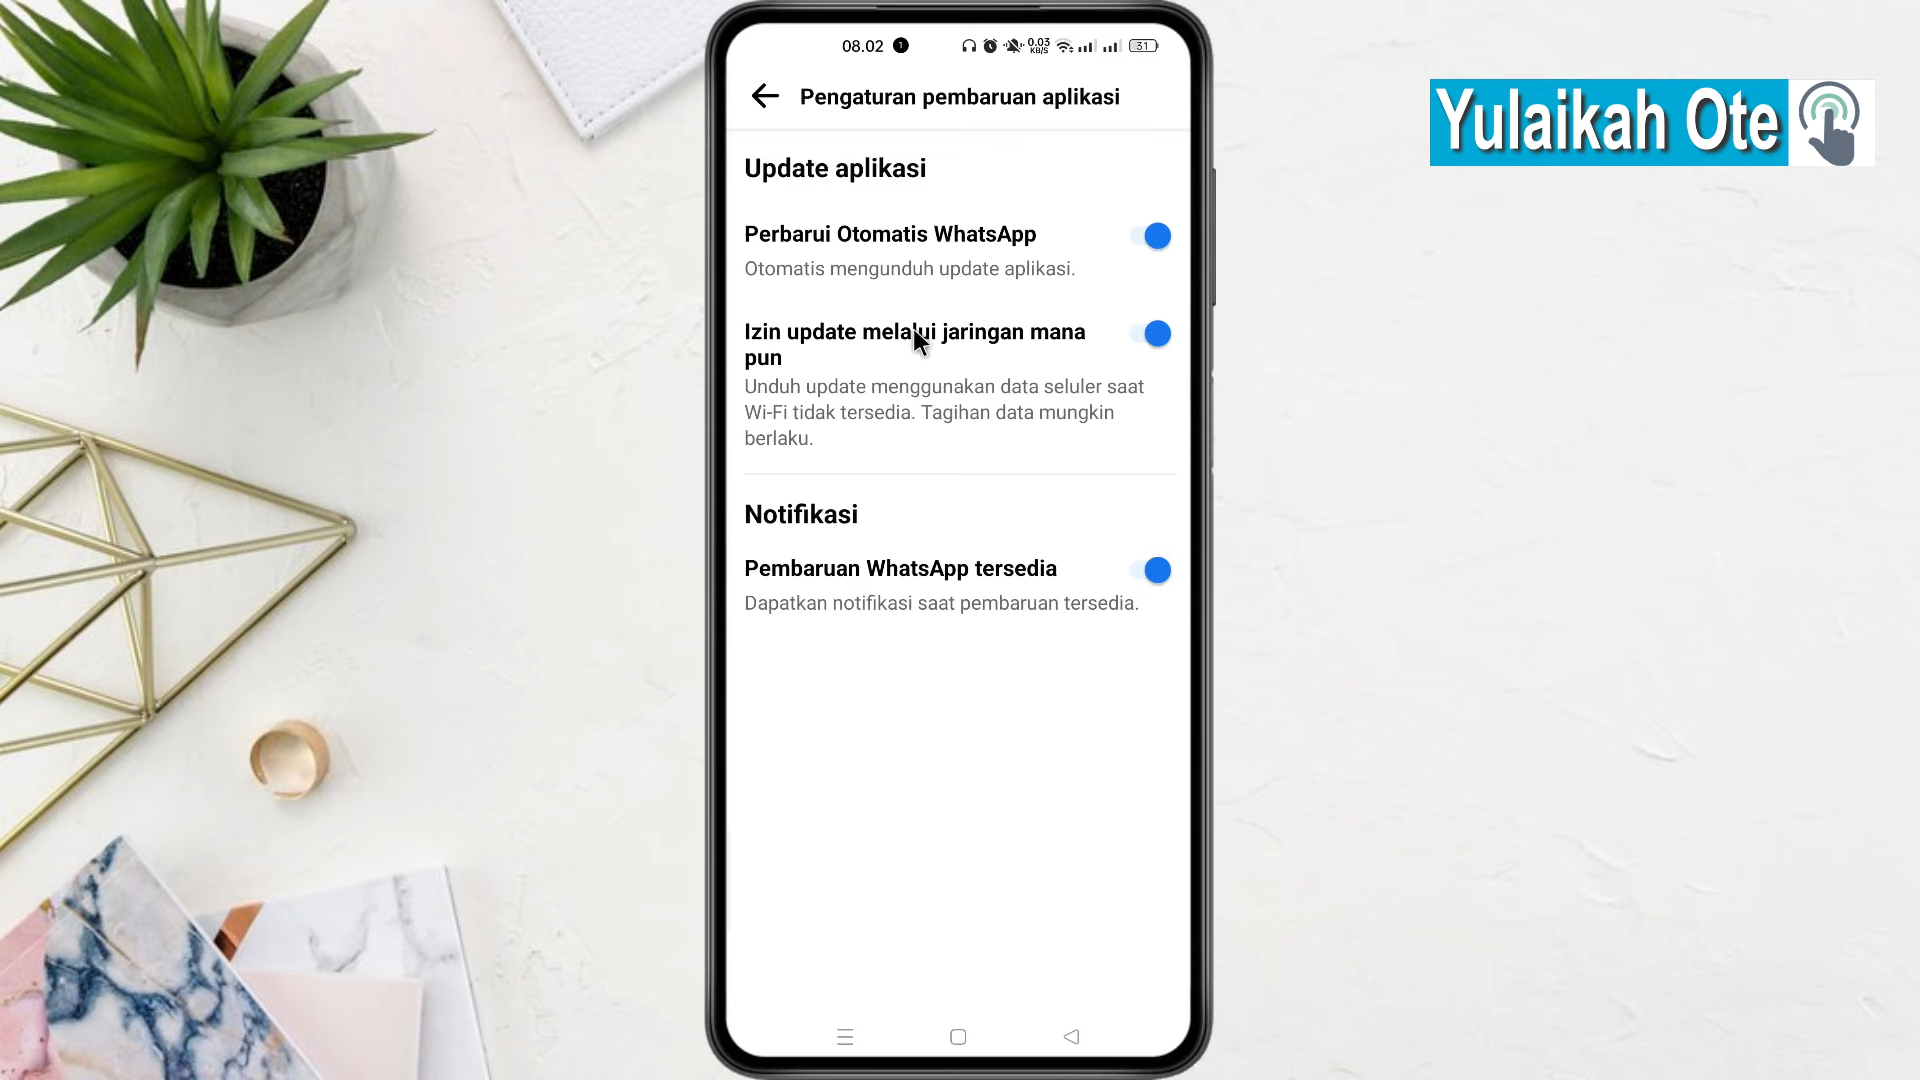 08.02
1
0.03
KB/S
31
Pengaturan pembaruan aplikasi
Yulaikah Ote
Update aplikasi
Perbarui Otomatis WhatsApp
Otomatis mengunduh update aplikasi.
Izin update melalui jaringan mana
pun
Unduh update menggunakan data seluler saat
Wi-Fi tidak tersedia. Tagihan data mungkin
berlaku.
Notifikasi
Pembaruan WhatsApp tersedia
Dapatkan notifikasi saat pembaruan tersedia.